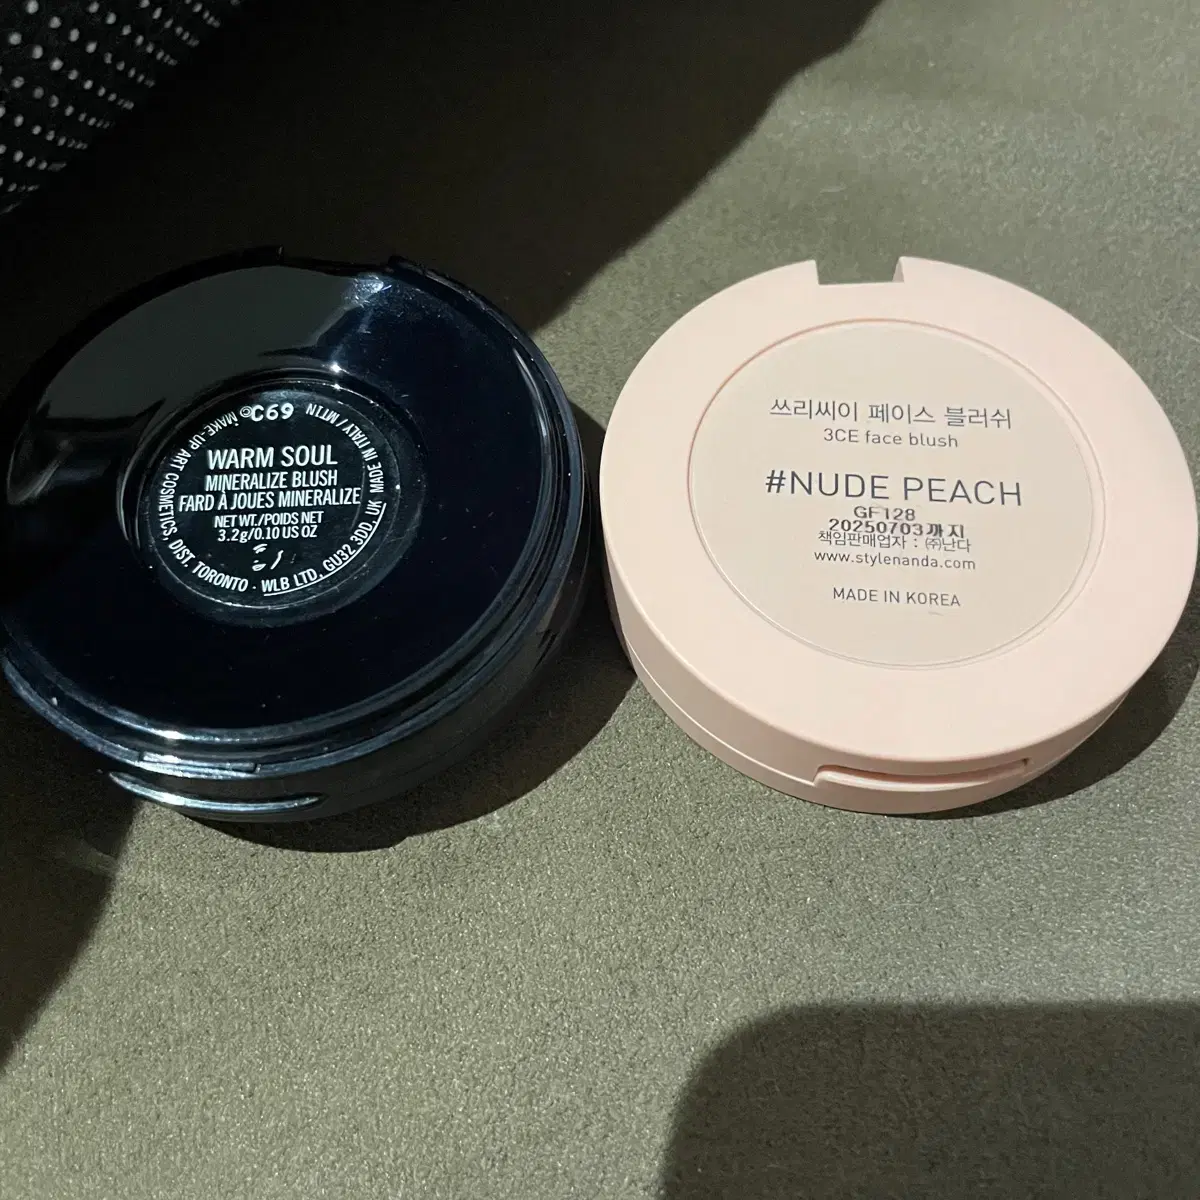 ©C69
WARM SOUL
MINERALIZE BLUSH
FARD À JOUES MINERALIZE
NET WT./POIDS NET
3.2g/0.10 US OZ
MAKE-UP ART COSMETICS, DIST. TORONTO · WLB LTD, GU32 3DD, UK MADE IN ITALY/
쓰리씨이 페이스 블러쉬
3CE face blush
#NUDE PEACH
GF128
20250703까지
책임판매업자 : ㈜난다
www.stylenanda.com
MADE IN KOREA